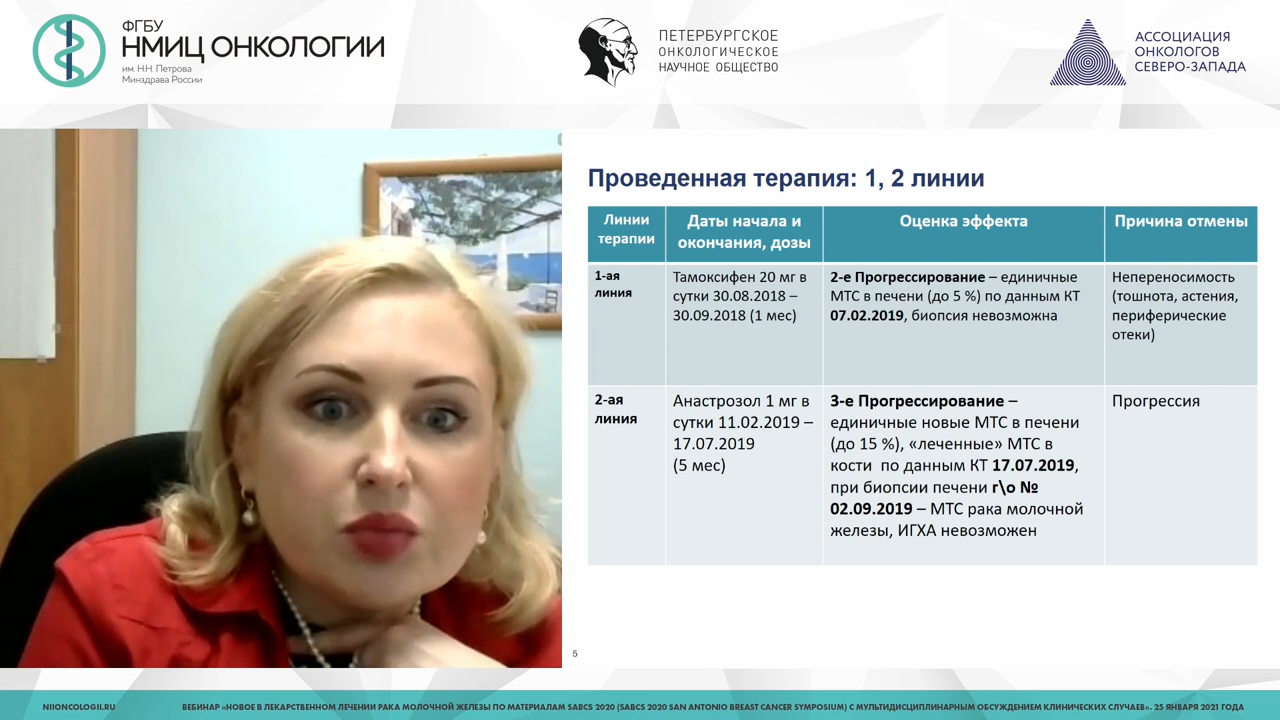 ФГБУ
НМИЦ ОНКОЛОГИИ
им. Н.Н. Петрова
Минздрава России
ПЕТЕРБУРГСКОЕ
ОНКОЛОГИЧЕСКОЕ
НАУЧНОЕ ОБЩЕСТВО
АССОЦИАЦИЯ
ОНКОЛОГОВ
СЕВЕРО-ЗАПАДА
Проведенная терапия: 1, 2 линии
Линии
терапии
Даты начала и
окончания, дозы
Оценка эффекта
Причина отмены
1-ая
линия
Тамоксифен 20 мг в
сутки 30.08.2018 –
30.09.2018 (1 мес)
2-е Прогрессирование – единичные
МТС в печени (до 5 %) по данным КТ
07.02.2019, биопсия невозможна
Непереносимость
(тошнота, астения,
периферические
отеки)
2-ая
линия
Анастрозол 1 мг в
сутки 11.02.2019 –
17.07.2019
(5 мес)
3-е Прогрессирование –
единичные новые МТС в печени
(до 15 %), «леченные» МТС в
кости по данным КТ 17.07.2019,
при биопсии печени г\о №
02.09.2019 – МТС рака молочной
железы, ИГХА невозможен
Прогрессия
5
NIIONCOLOGII.RU
ВЕБИНАР «НОВОЕ В ЛЕКАРСТВЕННОМ ЛЕЧЕНИИ РАКА МОЛОЧНОЙ ЖЕЛЕЗЫ ПО МАТЕРИАЛАМ SABCS 2020 (SABCS 2020 SAN ANTONIO BREAST CANCER SYMPOSIUM) С МУЛЬТИДИСЦИПЛИНАРНЫМ ОБСУЖДЕНИЕМ КЛИНИЧЕСКИХ СЛУЧАЕВ». 25 ЯНВАРЯ 2021 ГОДА